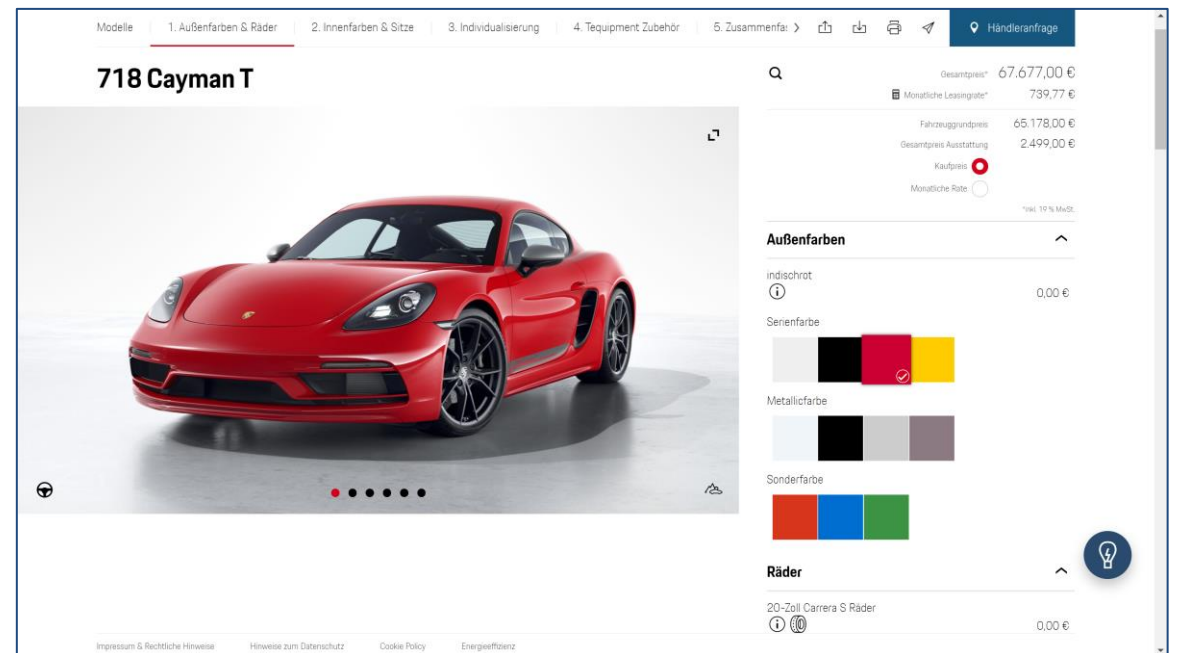 Modelle 1. Außenfarben & Räder 2. Innenfarben & Sitze 3. Individualisierung 4. Tequipment Zubehör 5. Zusammenfa: Händleranfrage
718 Cayman T
Gesamtpreis* 67.677,00 €
Monatliche Leasingrate* 739,77 €
Fahrzeuggrundpreis 65.178,00 €
Gesamtpreis Ausstattung 2.499,00 €
Kaufpreis
Monatliche Rate
*inkl. 19 % MwSt.
Außenfarben
indischrot
0,00 €
Serienfarbe
Metallicfarbe
Sonderfarbe
Räder
20-Zoll Carrera S Räder
0,00 €
Impressum & Rechtliche Hinweise Hinweise zum Datenschutz Cookie Policy Energieeffizienz